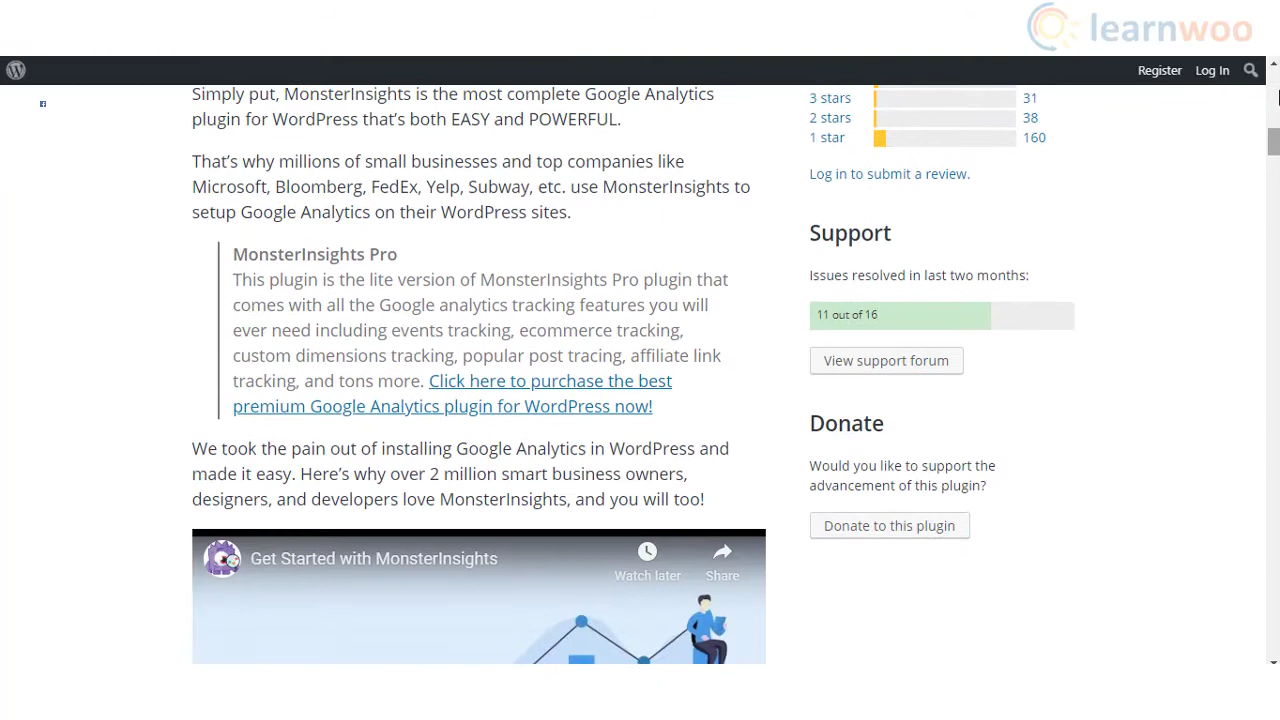 learnwoo
Register
Log In
Simply put, MonsterInsights is the most complete Google Analytics
plugin for WordPress that’s both EASY and POWERFUL.
That’s why millions of small businesses and top companies like
Microsoft, Bloomberg, FedEx, Yelp, Subway, etc. use MonsterInsights to
setup Google Analytics on their WordPress sites.
MonsterInsights Pro
This plugin is the lite version of MonsterInsights Pro plugin that
comes with all the Google analytics tracking features you will
ever need including events tracking, ecommerce tracking,
custom dimensions tracking, popular post tracing, affiliate link
tracking, and tons more. Click here to purchase the best
premium Google Analytics plugin for WordPress now!
We took the pain out of installing Google Analytics in WordPress and
made it easy. Here’s why over 2 million smart business owners,
designers, and developers love MonsterInsights, and you will too!
Get Started with MonsterInsights
Watch later
Share
3 stars 31
2 stars 38
1 star 160
Log in to submit a review.
Support
Issues resolved in last two months:
11 out of 16
View support forum
Donate
Would you like to support the
advancement of this plugin?
Donate to this plugin